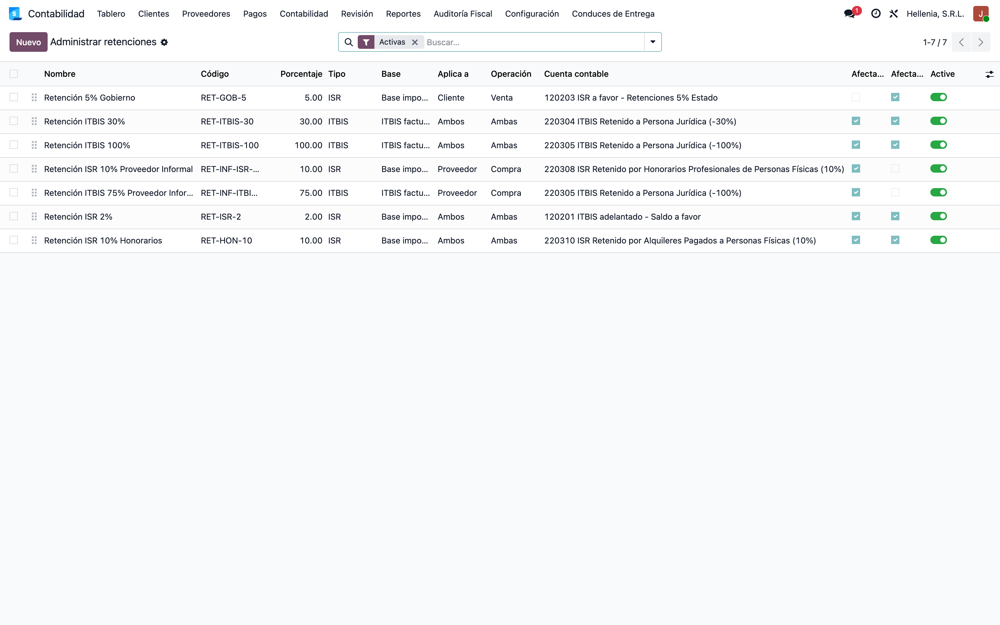 $ Contabilidad Tablero Clientes Proveedores Pagos Contabilidad Revisión Reportes Auditoría Fiscal Configuración Conduces de Entrega 1 Hellenia, S.R.L. J
Nuevo Administrar retenciones Activas Buscar... 1-7 / 7
Nombre Código Porcentaje Tipo Base Aplica a Operación Cuenta contable Afecta... Afecta... Active
Retención 5% Gobierno RET-GOB-5 5.00 ISR Base impo... Cliente Venta 120203 ISR a favor - Retenciones 5% Estado
Retención ITBIS 30% RET-ITBIS-30 30.00 ITBIS ITBIS factu... Ambos Ambas 220304 ITBIS Retenido a Persona Jurídica (-30%)
Retención ITBIS 100% RET-ITBIS-100 100.00 ITBIS ITBIS factu... Ambos Ambas 220305 ITBIS Retenido a Persona Jurídica (-100%)
Retención ISR 10% Proveedor Informal RET-INF-ISR-... 10.00 ISR Base impo... Proveedor Compra 220308 ISR Retenido por Honorarios Profesionales de Personas Físicas (10%)
Retención ITBIS 75% Proveedor Infor... RET-INF-ITBI... 75.00 ITBIS ITBIS factu... Proveedor Compra 220305 ITBIS Retenido a Persona Jurídica (-100%)
Retención ISR 2% RET-ISR-2 2.00 ISR Base impo... Ambos Ambas 120201 ITBIS adelantado - Saldo a favor
Retención ISR 10% Honorarios RET-HON-10 10.00 ISR Base impo... Ambos Ambas 220310 ISR Retenido por Alquileres Pagados a Personas Físicas (10%)